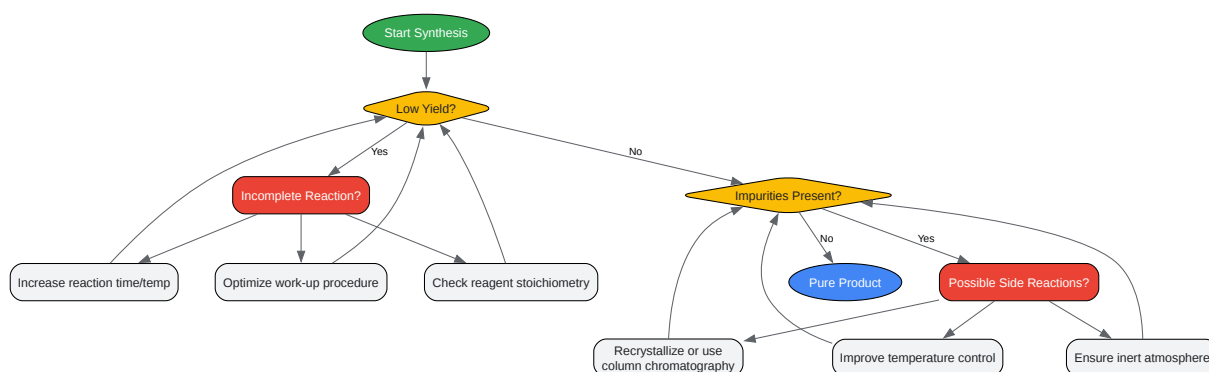 Start Synthesis
Low Yield?
Yes
No
Incomplete Reaction?
Impurities Present?
No
Yes
Increase reaction time/temp
Optimize work-up procedure
Check reagent stoichiometry
Pure Product
Possible Side Reactions?
Recrystallize or use
column chromatography
Improve temperature control
Ensure inert atmosphere